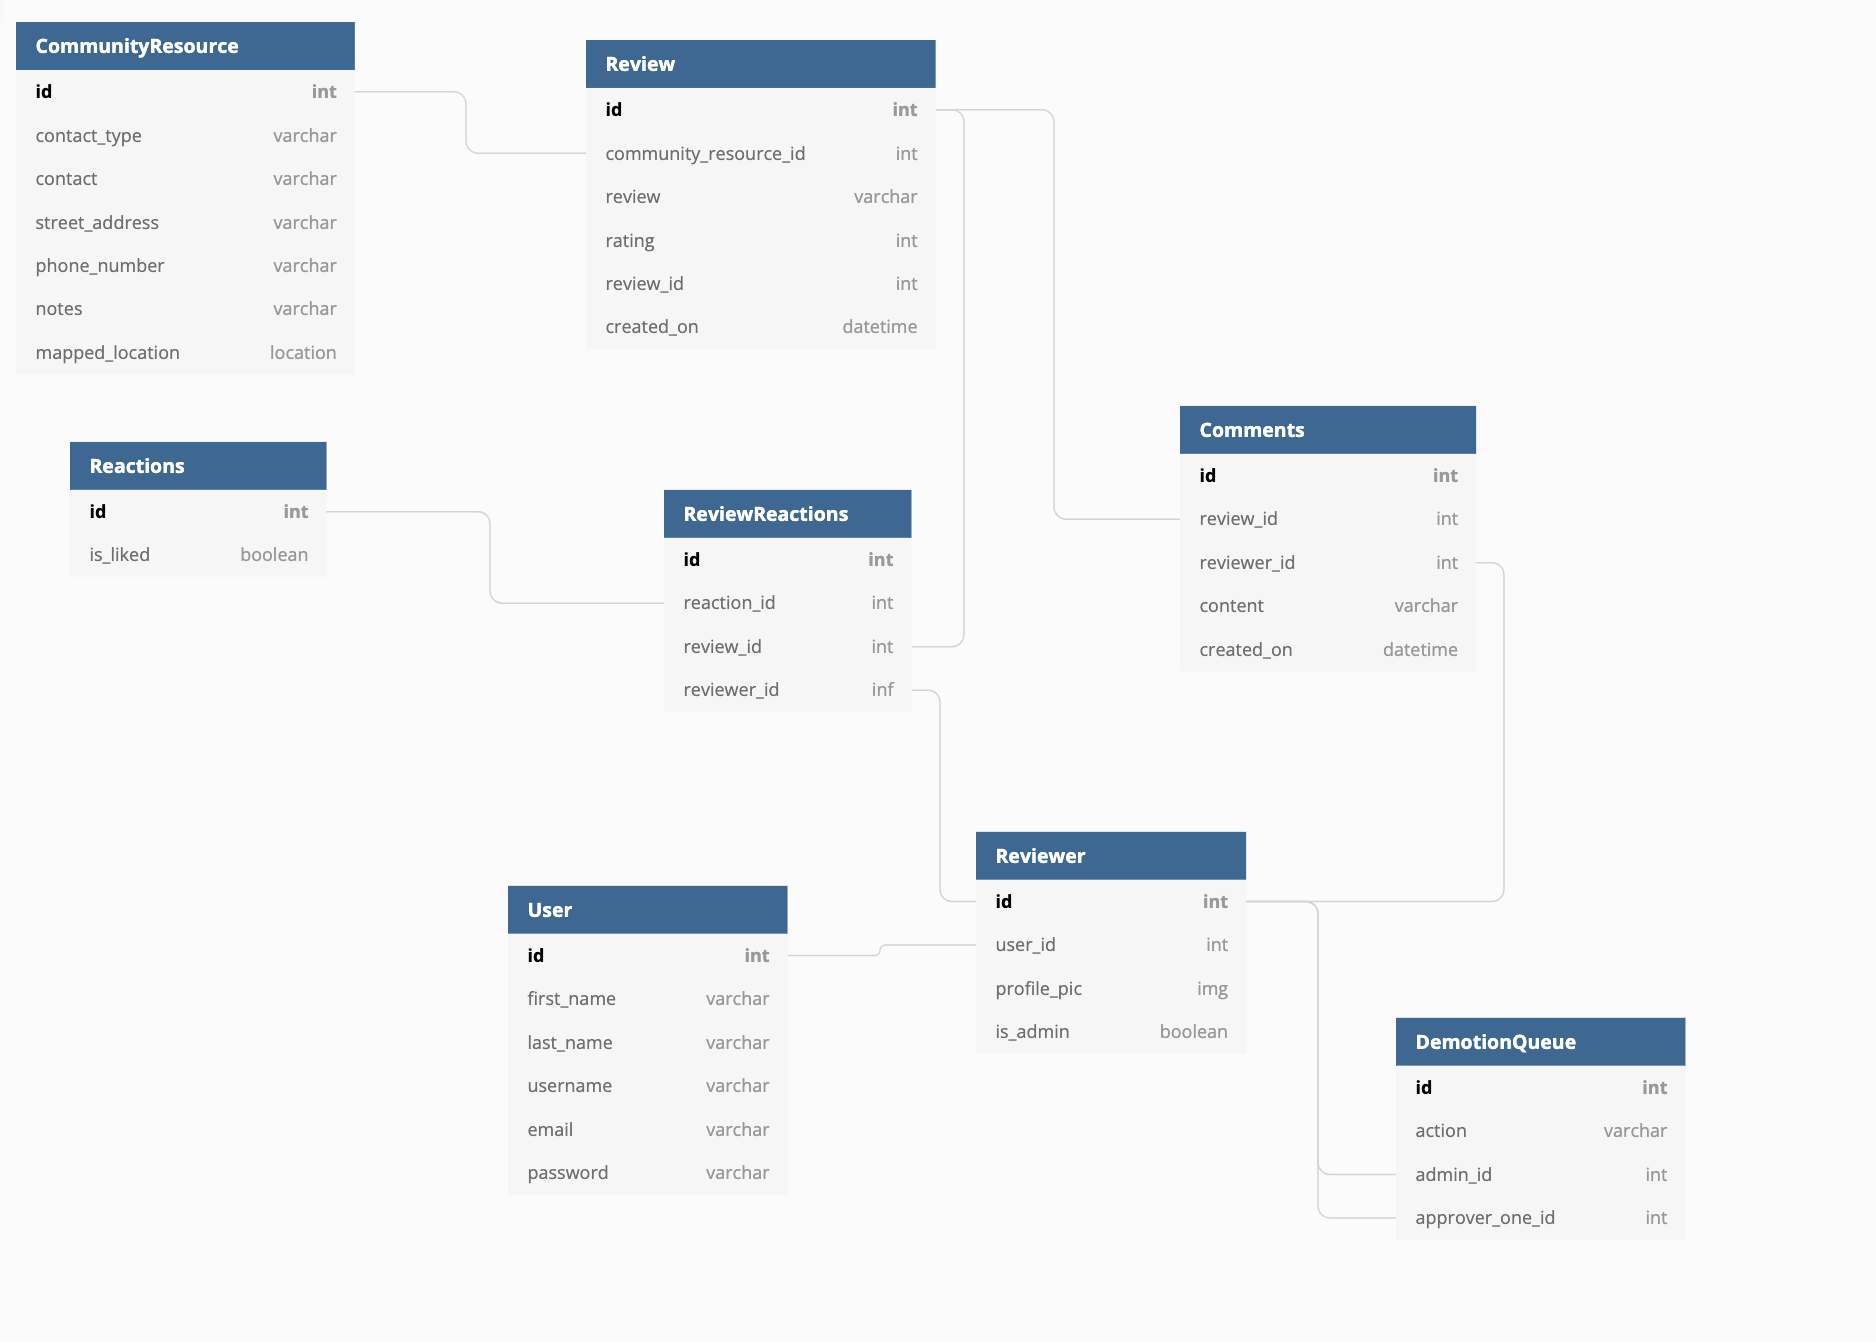 CommunityResource
id int
contact_type varchar
contact varchar
street_address varchar
phone_number varchar
notes varchar
mapped_location location
Review
id int
community_resource_id int
review varchar
rating int
review_id int
created_on datetime
Reactions
id int
is_liked boolean
ReviewReactions
id int
reaction_id int
review_id int
reviewer_id inf
Comments
id int
review_id int
reviewer_id int
content varchar
created_on datetime
User
id int
first_name varchar
last_name varchar
username varchar
email varchar
password varchar
Reviewer
id int
user_id int
profile_pic img
is_admin boolean
DemotionQueue
id int
action varchar
admin_id int
approver_one_id int